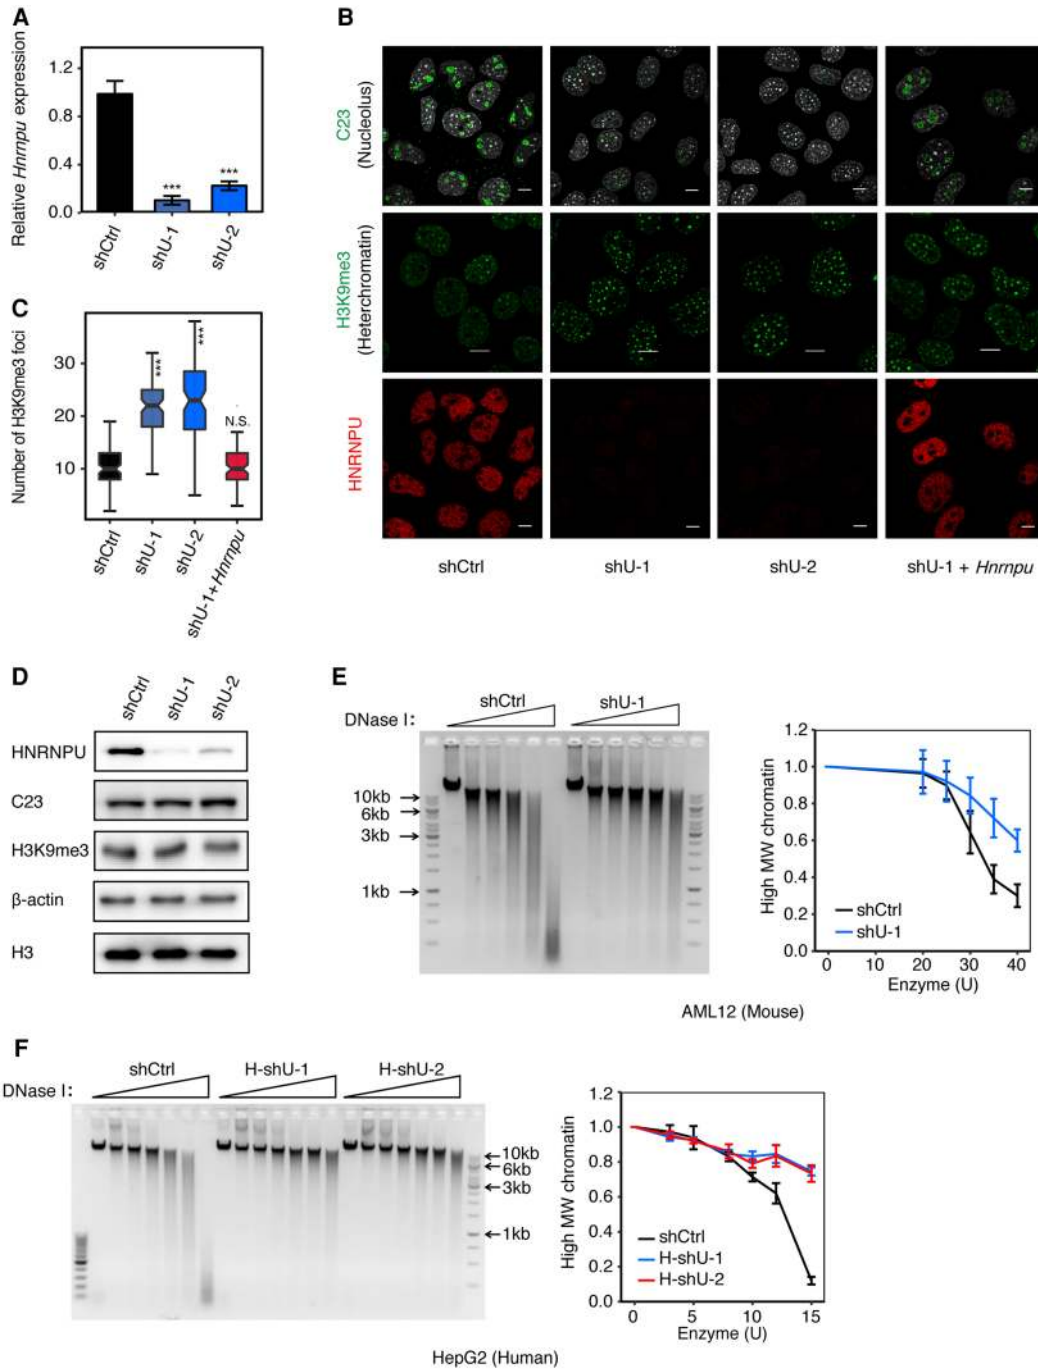 A
Relative Hnrnpu expression
1.2
0.8
0.4
0.0
***
***
shCtrl
shU-1
shU-2
B
C23
(Nucleolus)
H3K9me3
(Heterchromatin)
HNRNPU
shCtrl
shU-1
shU-2
shU-1 + Hnrnpu
C
Number of H3K9me3 foci
30
20
10
***
***
N.S.
shCtrl
shU-1
shU-2
shU-1+Hnrnpu
D
shCtrl
shU-1
shU-2
HNRNPU
C23
H3K9me3
β-actin
H3
E
shCtrl
shU-1
DNase I:
10kb
6kb
3kb
1kb
High MW chromatin
1.2
1.0
0.8
0.6
0.4
0.2
0.0
shCtrl
shU-1
0 10 20 30 40
Enzyme (U)
AML12 (Mouse)
F
shCtrl
H-shU-1
H-shU-2
DNase I:
10kb
6kb
3kb
1kb
High MW chromatin
1.2
1.0
0.8
0.6
0.4
0.2
0.0
shCtrl
H-shU-1
H-shU-2
0 5 10 15
Enzyme (U)
HepG2 (Human)